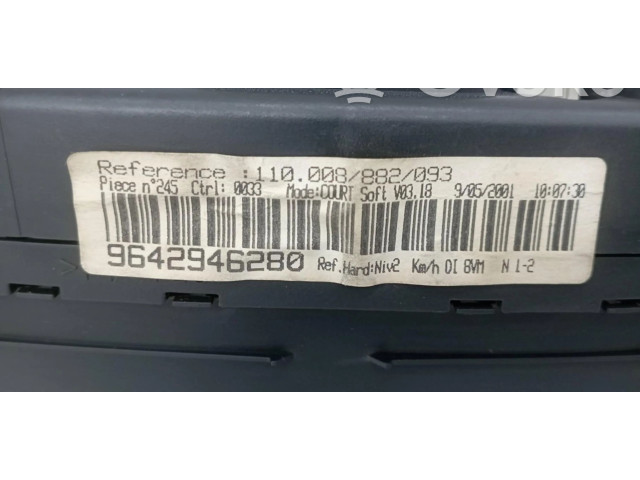 Reference :110.008/882/093
Piece n°245 Ctrl: 0033 Mode:COURT Soft V03.18 9/05/2001 10:07:30
9642946280 Ref.Hard:Niv2 Km/h DI 8VM N 1-2